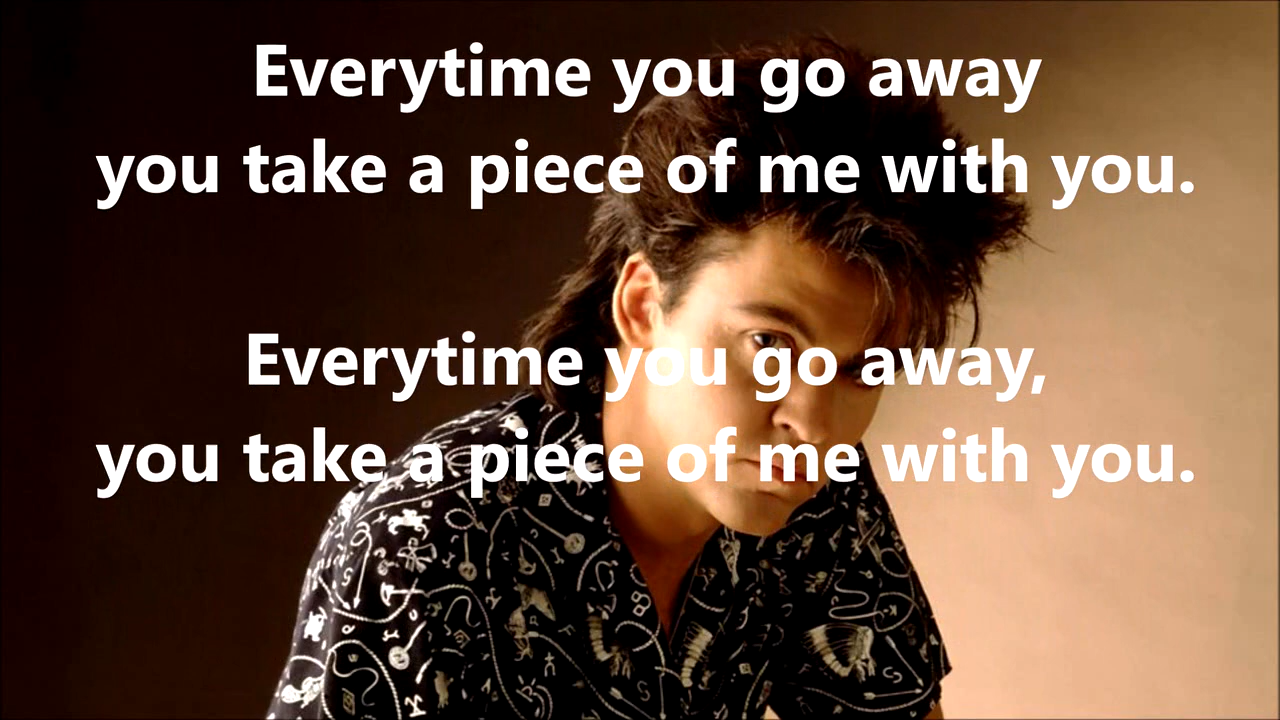 Everytime you go away
you take a piece of me with you.
Everytime you go away,
you take a piece of me with you.